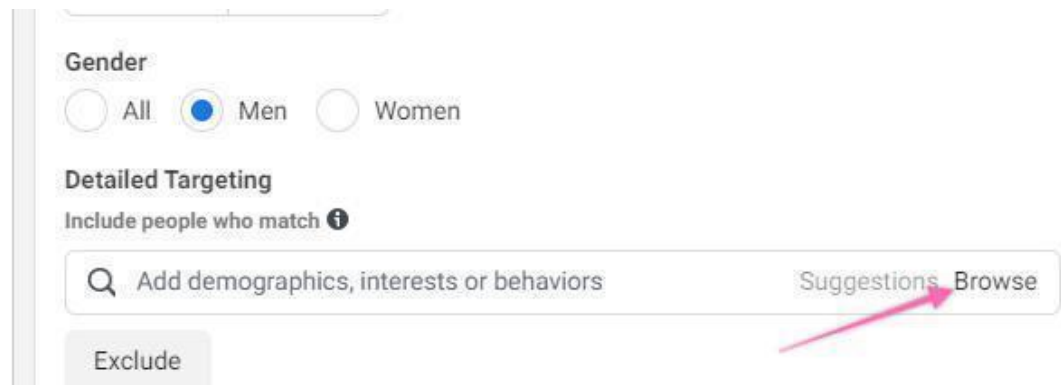 Gender
All Men Women
Detailed Targeting
Include people who match
Add demographics, interests or behaviors Suggestions Browse
Exclude